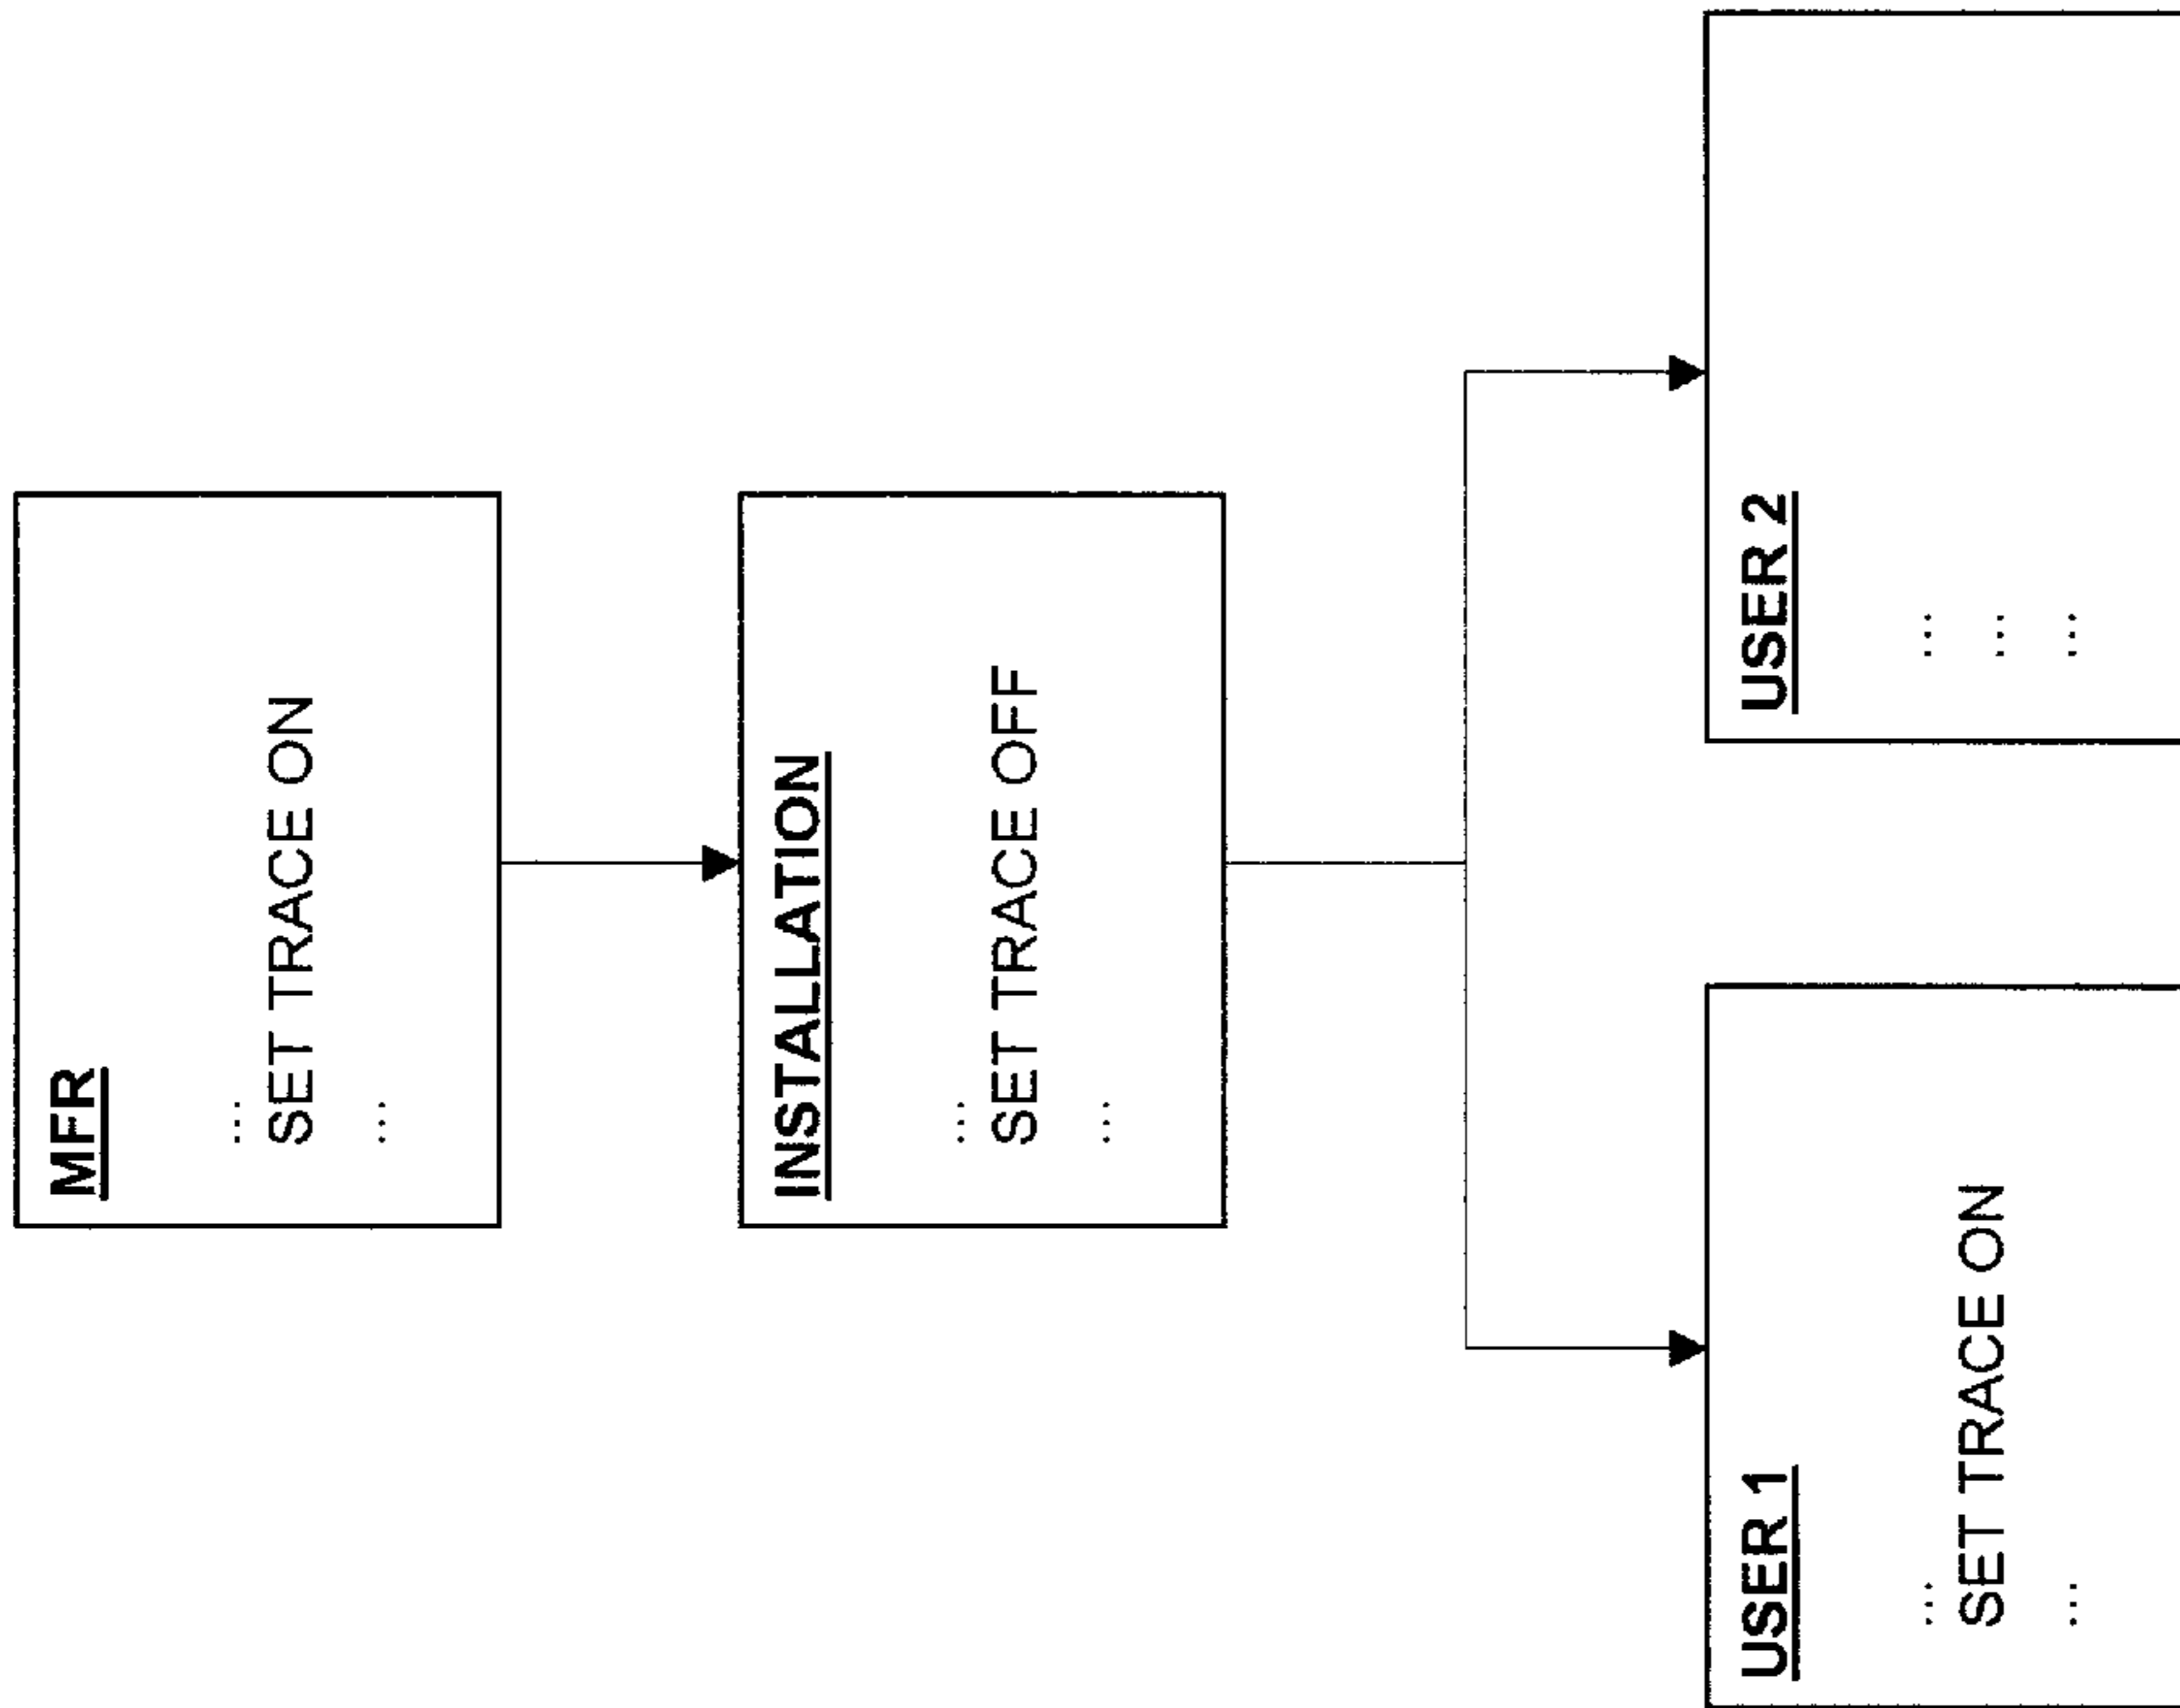 MFR
...
SET TRACE ON
...
INSTALLATION
...
SET TRACE OFF
...
USER 1
...
SET TRACE ON
...
USER 2
...
...
...